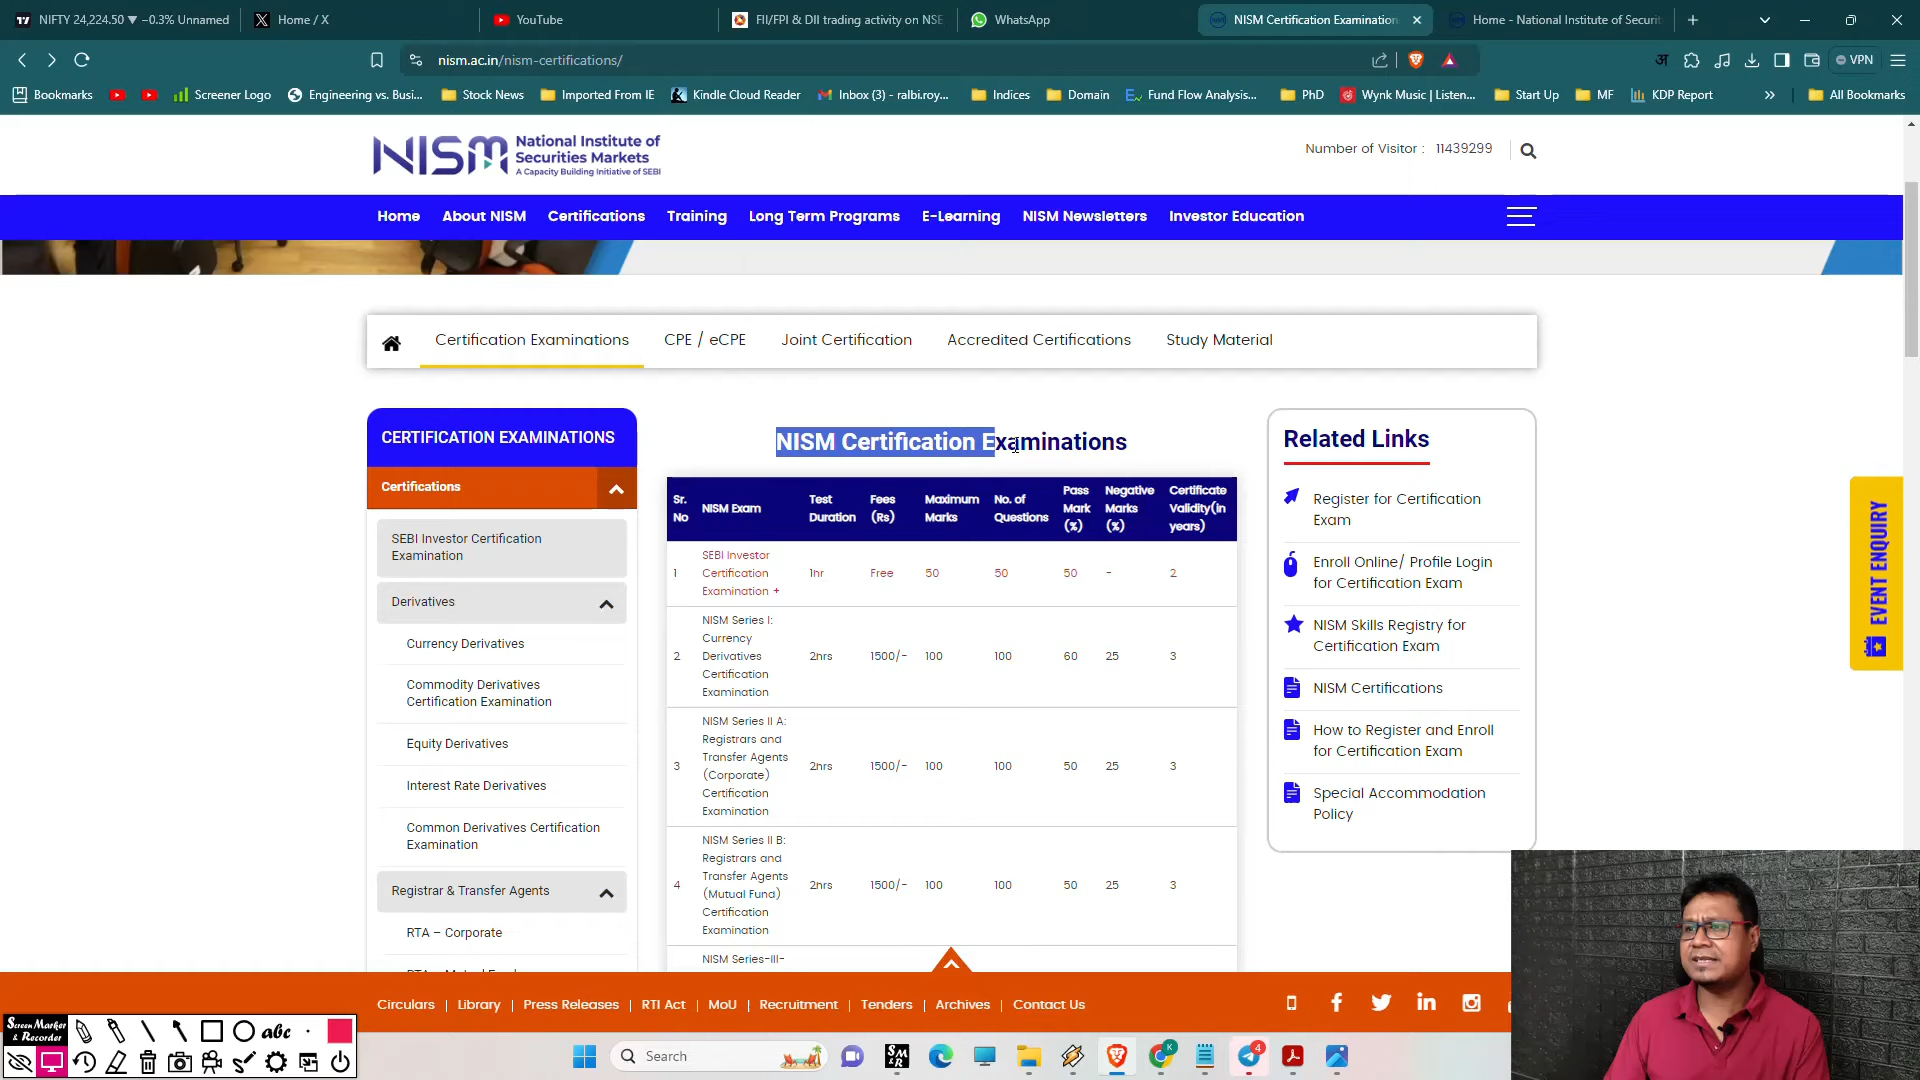 NIFTY 24,224.50 ▼ −0.3% Unnamed
Home / X
YouTube
FII/FPI & DII trading activity on NSE
WhatsApp
NISM Certification Examination
Home - National Institute of Securit
nism.ac.in/nism-certifications/
VPN
Bookmarks
Screener Logo
Engineering vs. Busi...
Stock News
Imported From IE
Kindle Cloud Reader
Inbox (3) - ralbi.roy...
Indices
Domain
Fund Flow Analysis...
PhD
Wynk Music | Listen...
Start Up
MF
KDP Report
»
All Bookmarks
NISM
National Institute of
Securities Markets
A Capacity Building Initiative of SEBI
Number of Visitor : 11439299
Home
About NISM
Certifications
Training
Long Term Programs
E-Learning
NISM Newsletters
Investor Education
Certification Examinations
CPE / eCPE
Joint Certification
Accredited Certifications
Study Material
CERTIFICATION EXAMINATIONS
Certifications
SEBI Investor Certification
Examination
Derivatives
Currency Derivatives
Commodity Derivatives
Certification Examination
Equity Derivatives
Interest Rate Derivatives
Common Derivatives Certification
Examination
Registrar & Transfer Agents
RTA – Corporate
NISM Certification Examinations
Sr. No
NISM Exam
Test Duration
Fees (Rs)
Maximum Marks
No. of Questions
Pass Mark (%)
Negative Marks (%)
Certificate Validity(in years)
1 SEBI Investor Certification Examination + 1hr Free 50 50 50 - 2
2 NISM Series I: Currency Derivatives Certification Examination 2hrs 1500/- 100 100 60 25 3
3 NISM Series II A: Registrars and Transfer Agents (Corporate) Certification Examination 2hrs 1500/- 100 100 50 25 3
4 NISM Series II B: Registrars and Transfer Agents (Mutual Fund) Certification Examination 2hrs 1500/- 100 100 50 25 3
NISM Series-III-
Related Links
Register for Certification
Exam
Enroll Online/ Profile Login
for Certification Exam
NISM Skills Registry for
Certification Exam
NISM Certifications
How to Register and Enroll
for Certification Exam
Special Accommodation
Policy
EVENT ENQUIRY
Circulars | Library | Press Releases | RTI Act | MoU | Recruitment | Tenders | Archives | Contact Us
Screen Marker
& Recorder
abc
Search
SM
&R
K
4